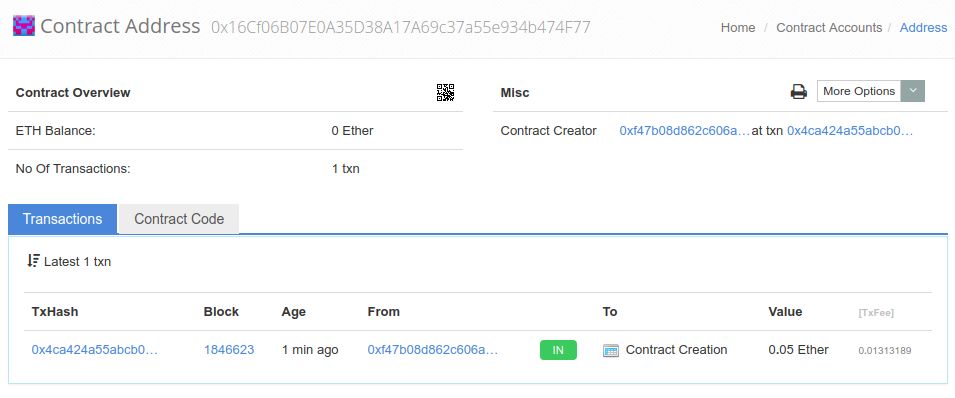 Contract Address 0x16Cf06B07E0A35D38A17A69c37a55e934b474F77
Home / Contract Accounts / Address
Contract Overview
ETH Balance: 0 Ether
No Of Transactions: 1 txn
Misc More Options
Contract Creator 0xf47b08d862c606a... at txn 0x4ca424a55abcb0...
Transactions Contract Code
Latest 1 txn
TxHash Block Age From To Value [TxFee]
0x4ca424a55abcb0... 1846623 1 min ago 0xf47b08d862c606a... IN Contract Creation 0.05 Ether 0.01313189